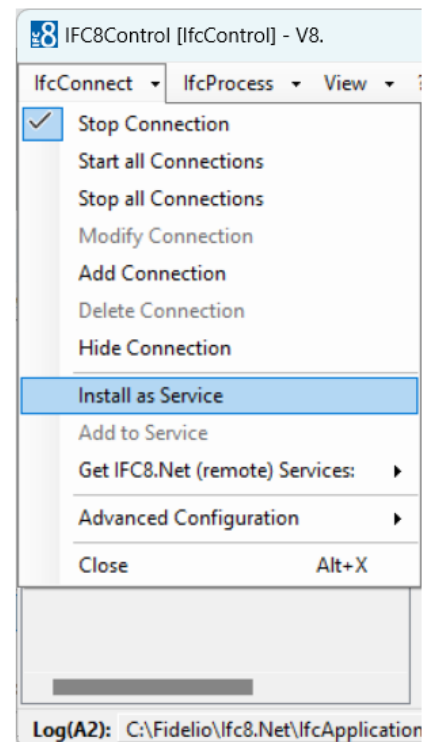 IFC8Control [IfcControl] - V8.
IfcConnect IfcProcess View ?
Stop Connection
Start all Connections
Stop all Connections
Modify Connection
Add Connection
Delete Connection
Hide Connection
Install as Service
Add to Service
Get IFC8.Net (remote) Services:
Advanced Configuration
Close Alt+X
Log(A2): C:\Fidelio\Ifc8.Net\IfcApplication